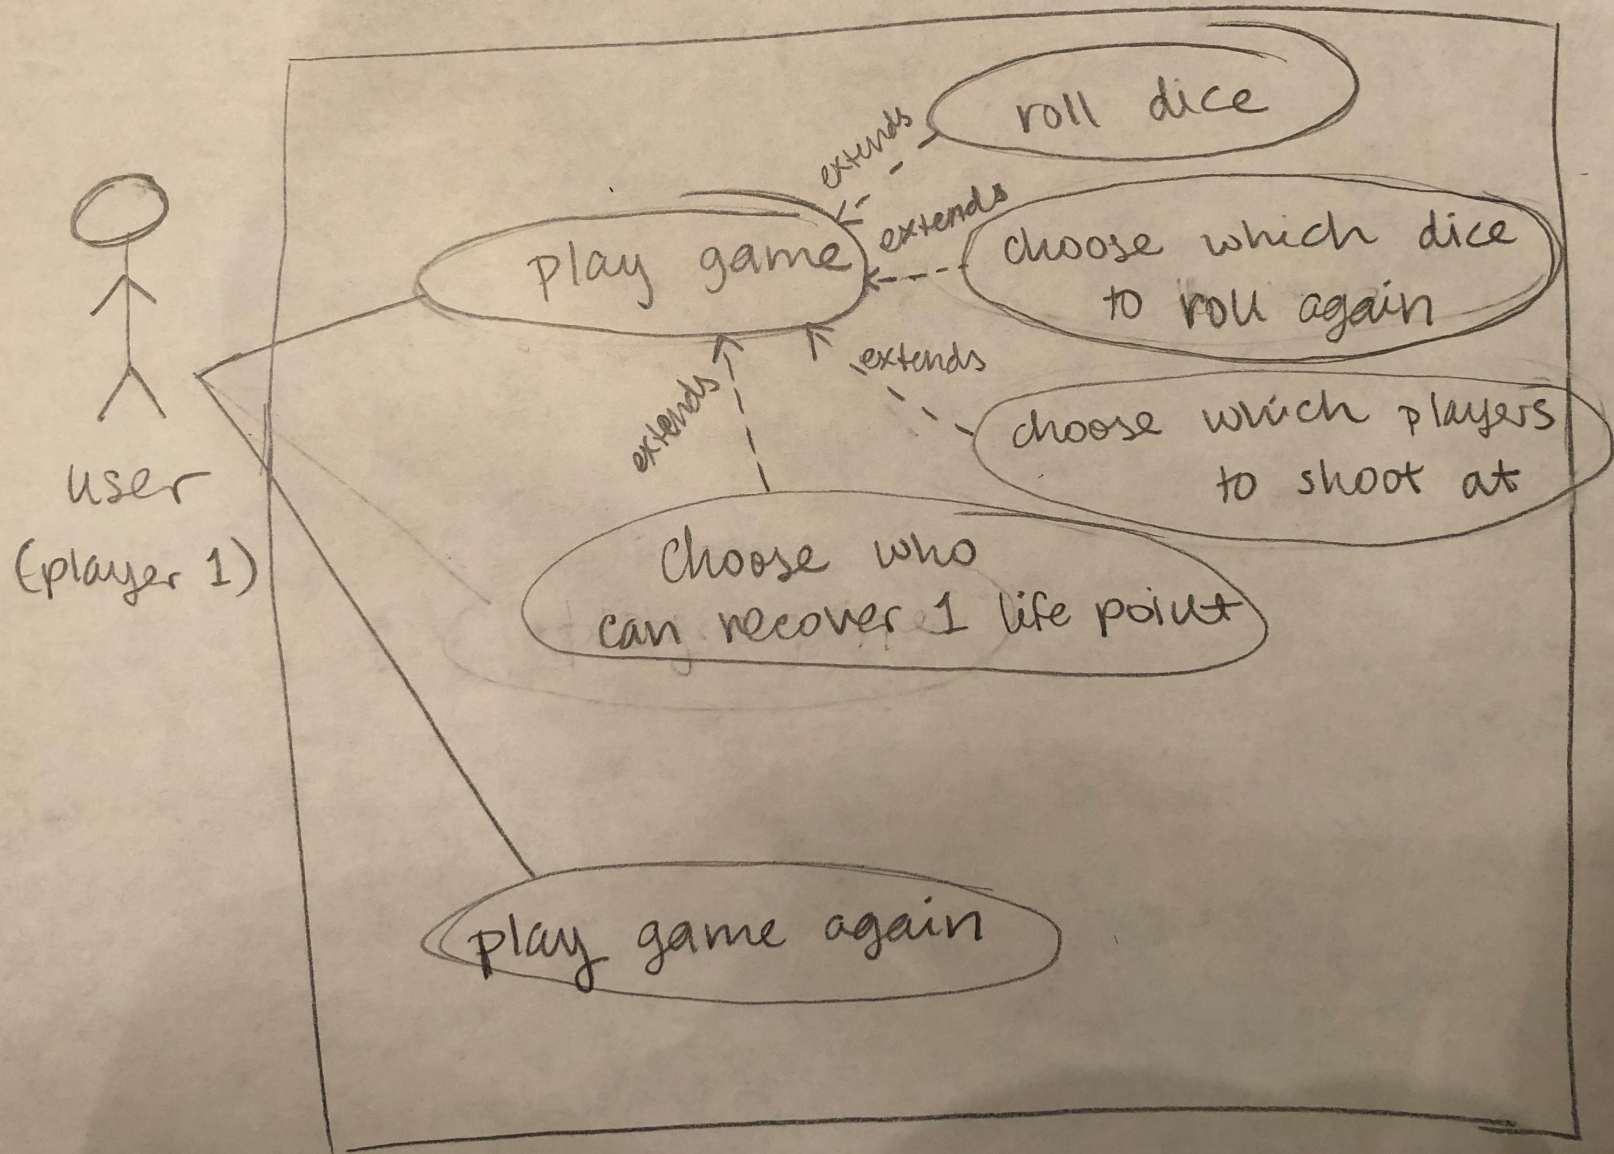 roll dice
extends
extends
play game
choose which dice
to roll again
extends
extends
choose which players
to shoot at
user
(player 1)
Choose who
can recover 1 life point
play game again